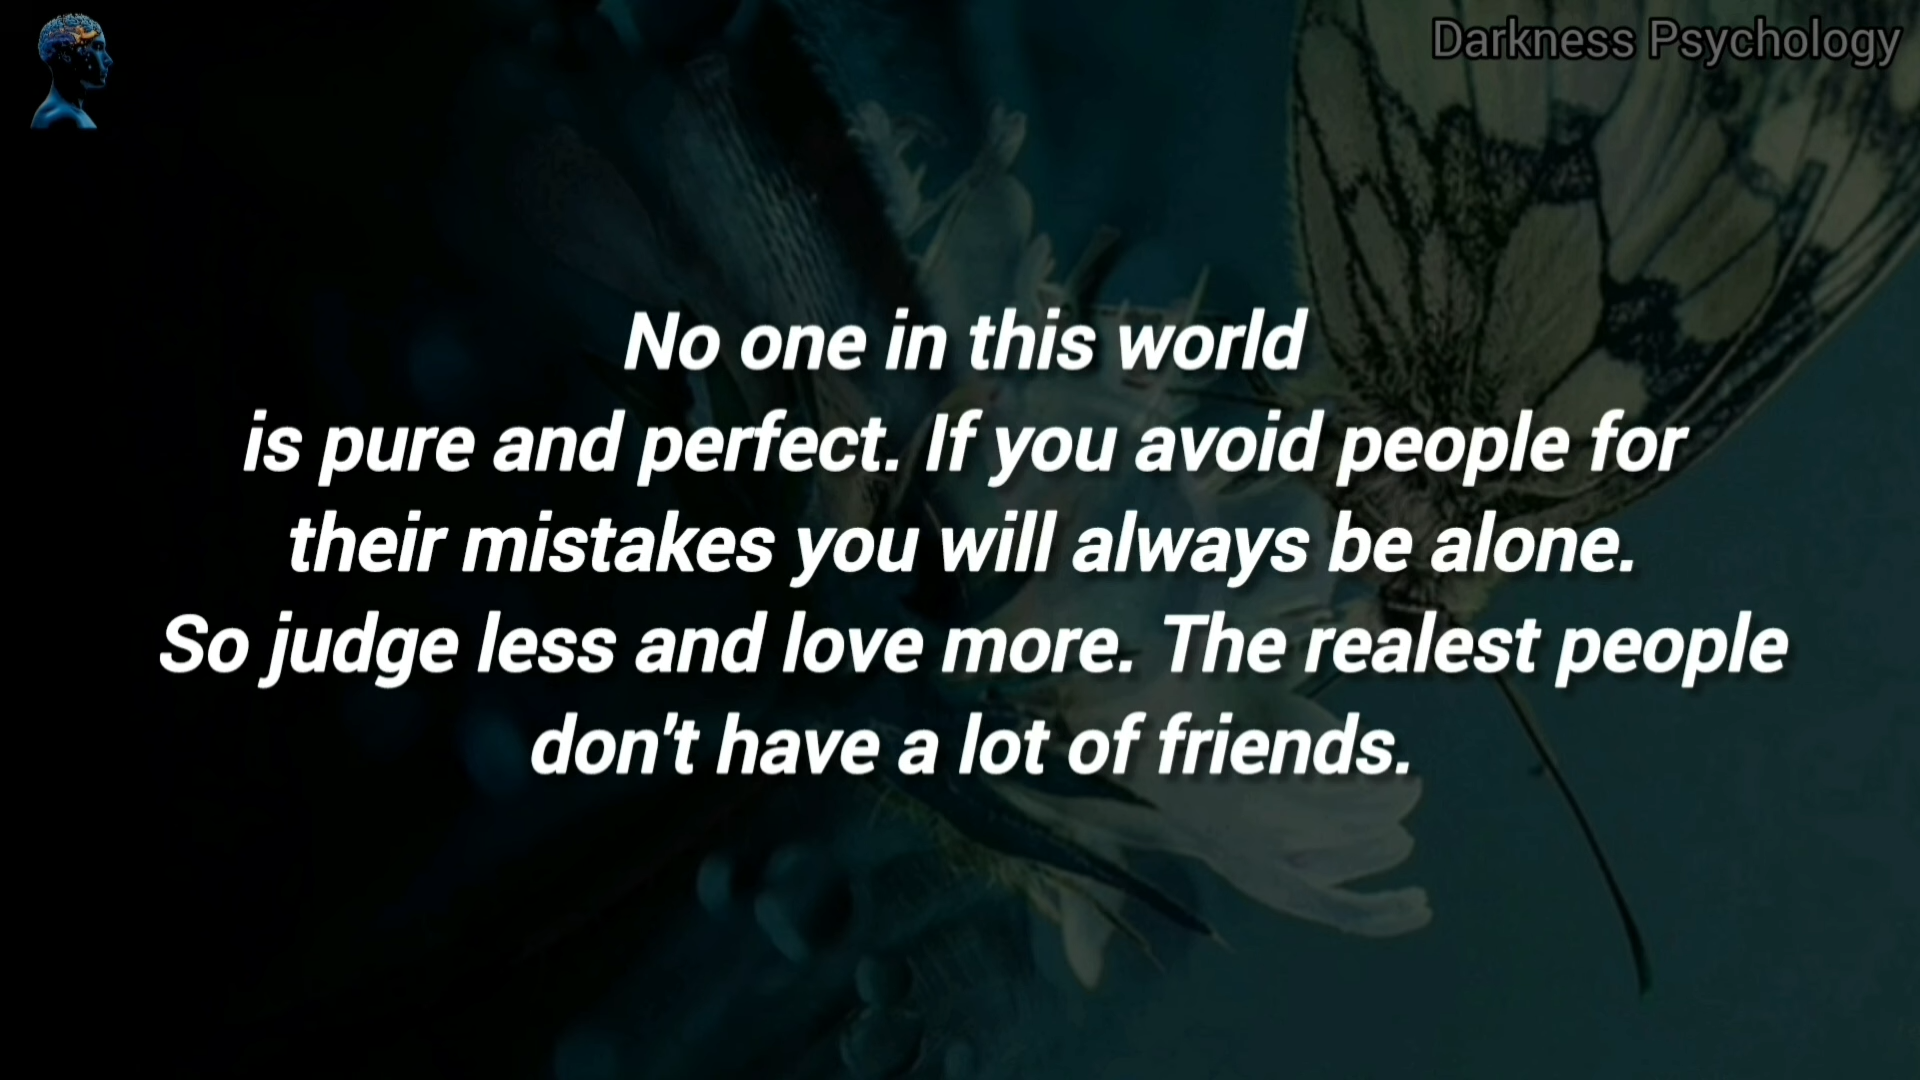 Darkness Psychology
No one in this world
is pure and perfect. If you avoid people for
their mistakes you will always be alone.
So judge less and love more. The realest people
don't have a lot of friends.